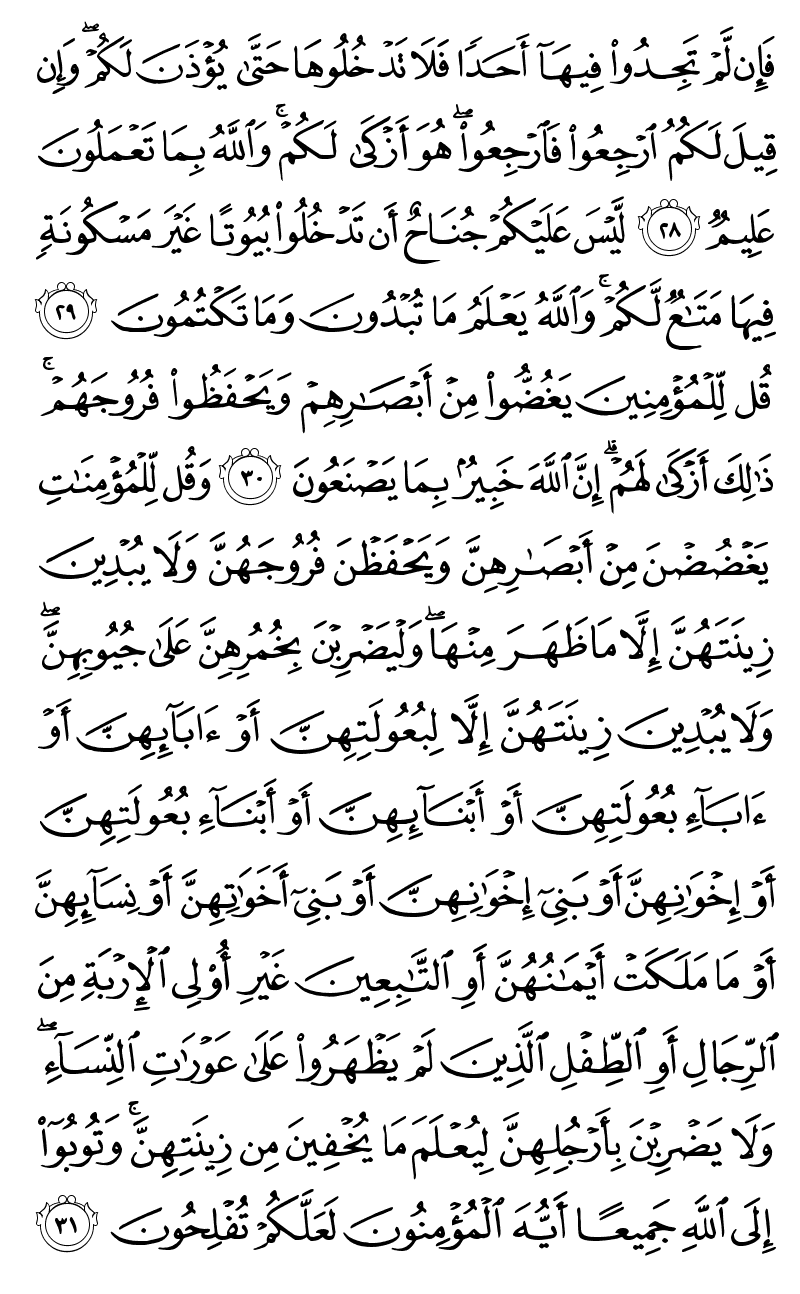 فَإِن لَّمْ تَجِدُوا۟ فِيهَآ أَحَدًا فَلَا تَدْخُلُوهَا حَتَّىٰ يُؤْذَنَ لَكُمْ ۖ وَإِن
قِيلَ لَكُمُ ٱرْجِعُوا۟ فَٱرْجِعُوا۟ ۖ هُوَ أَزْكَىٰ لَكُمْ ۚ وَٱللَّهُ بِمَا تَعْمَلُونَ
عَلِيمٌ ٢٨ لَّيْسَ عَلَيْكُمْ جُنَاحٌ أَن تَدْخُلُوا۟ بُيُوتًا غَيْرَ مَسْكُونَةٍ
فِيهَا مَتَـٰعٌ لَّكُمْ ۚ وَٱللَّهُ يَعْلَمُ مَا تُبْدُونَ وَمَا تَكْتُمُونَ ٢٩
قُل لِّلْمُؤْمِنِينَ يَغُضُّوا۟ مِنْ أَبْصَـٰرِهِمْ وَيَحْفَظُوا۟ فُرُوجَهُمْ ۚ
ذَٰلِكَ أَزْكَىٰ لَهُمْ ۗ إِنَّ ٱللَّهَ خَبِيرٌۢ بِمَا يَصْنَعُونَ ٣٠ وَقُل لِّلْمُؤْمِنَـٰتِ
يَغْضُضْنَ مِنْ أَبْصَـٰرِهِنَّ وَيَحْفَظْنَ فُرُوجَهُنَّ وَلَا يُبْدِينَ
زِينَتَهُنَّ إِلَّا مَا ظَهَرَ مِنْهَا ۖ وَلْيَضْرِبْنَ بِخُمُرِهِنَّ عَلَىٰ جُيُوبِهِنَّ ۖ
وَلَا يُبْدِينَ زِينَتَهُنَّ إِلَّا لِبُعُولَتِهِنَّ أَوْ ءَابَآئِهِنَّ أَوْ
ءَابَآءِ بُعُولَتِهِنَّ أَوْ أَبْنَآئِهِنَّ أَوْ أَبْنَآءِ بُعُولَتِهِنَّ
أَوْ إِخْوَٰنِهِنَّ أَوْ بَنِىٓ إِخْوَٰنِهِنَّ أَوْ بَنِىٓ أَخَوَٰتِهِنَّ أَوْ نِسَآئِهِنَّ
أَوْ مَا مَلَكَتْ أَيْمَـٰنُهُنَّ أَوِ ٱلتَّـٰبِعِينَ غَيْرِ أُو۟لِى ٱلْإِرْبَةِ مِنَ
ٱلرِّجَالِ أَوِ ٱلطِّفْلِ ٱلَّذِينَ لَمْ يَظْهَرُوا۟ عَلَىٰ عَوْرَٰتِ ٱلنِّسَآءِ ۖ
وَلَا يَضْرِبْنَ بِأَرْجُلِهِنَّ لِيُعْلَمَ مَا يُخْفِينَ مِن زِينَتِهِنَّ ۚ وَتُوبُوٓا۟
إِلَى ٱللَّهِ جَمِيعًا أَيُّهَ ٱلْمُؤْمِنُونَ لَعَلَّكُمْ تُفْلِحُونَ ٣١